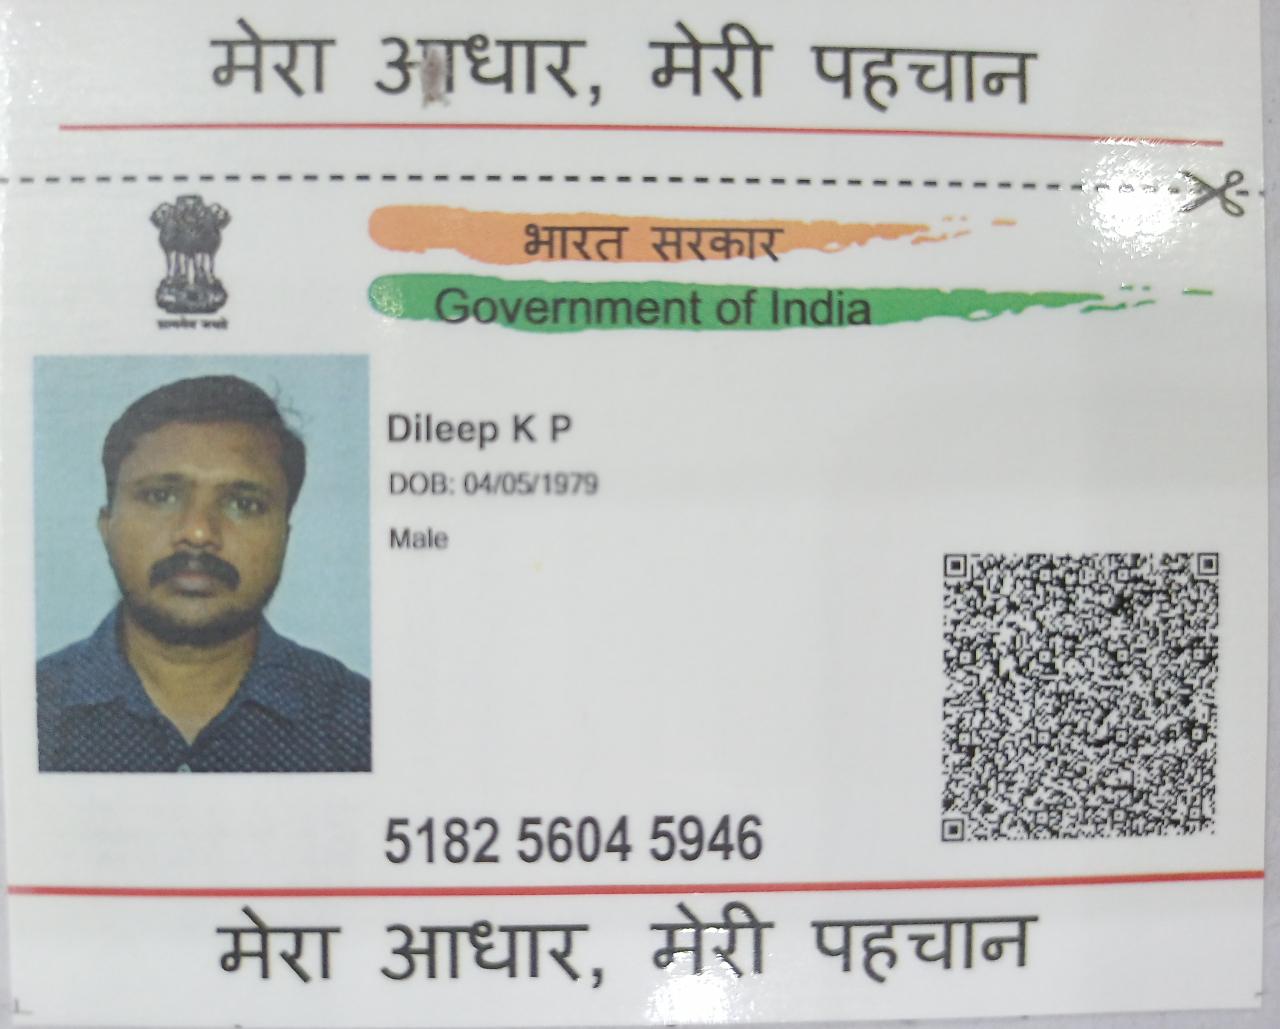 मेरा आधार, मेरी पहचान
भारत सरकार
Government of India
सत्यमेव जयते
Dileep K P
DOB: 04/05/1979
Male
5182 5604 5946
मेरा आधार, मेरी पहचान